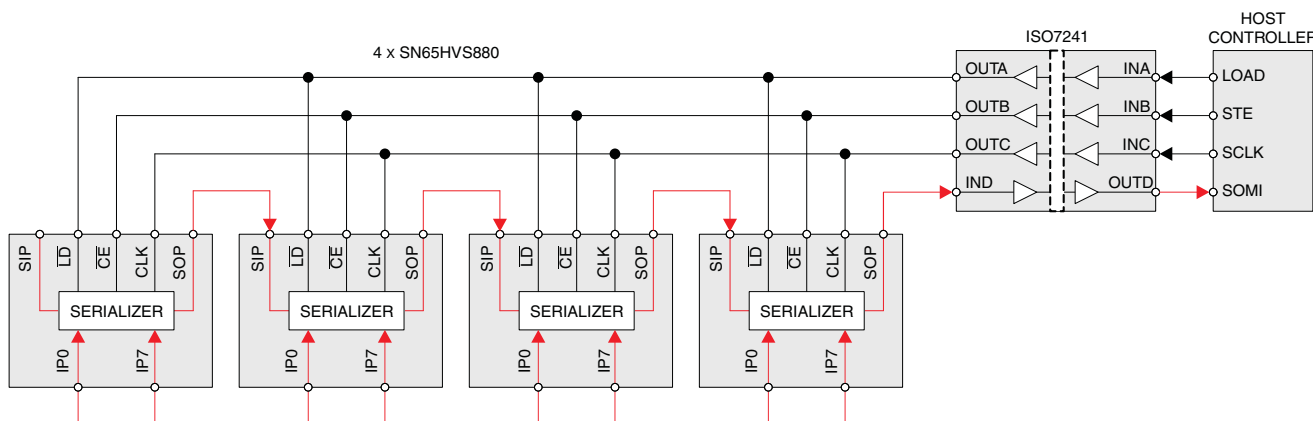 HOST
CONTROLLER
ISO7241
4 x SN65HVS880
OUTA INA LOAD
OUTB INB STE
OUTC INC SCLK
IND OUTD SOMI
SIP LD CE CLK SOP SIP LD CE CLK SOP SIP LD CE CLK SOP SIP LD CE CLK SOP
SERIALIZER SERIALIZER SERIALIZER SERIALIZER
IP0 IP7 IP0 IP7 IP0 IP7 IP0 IP7